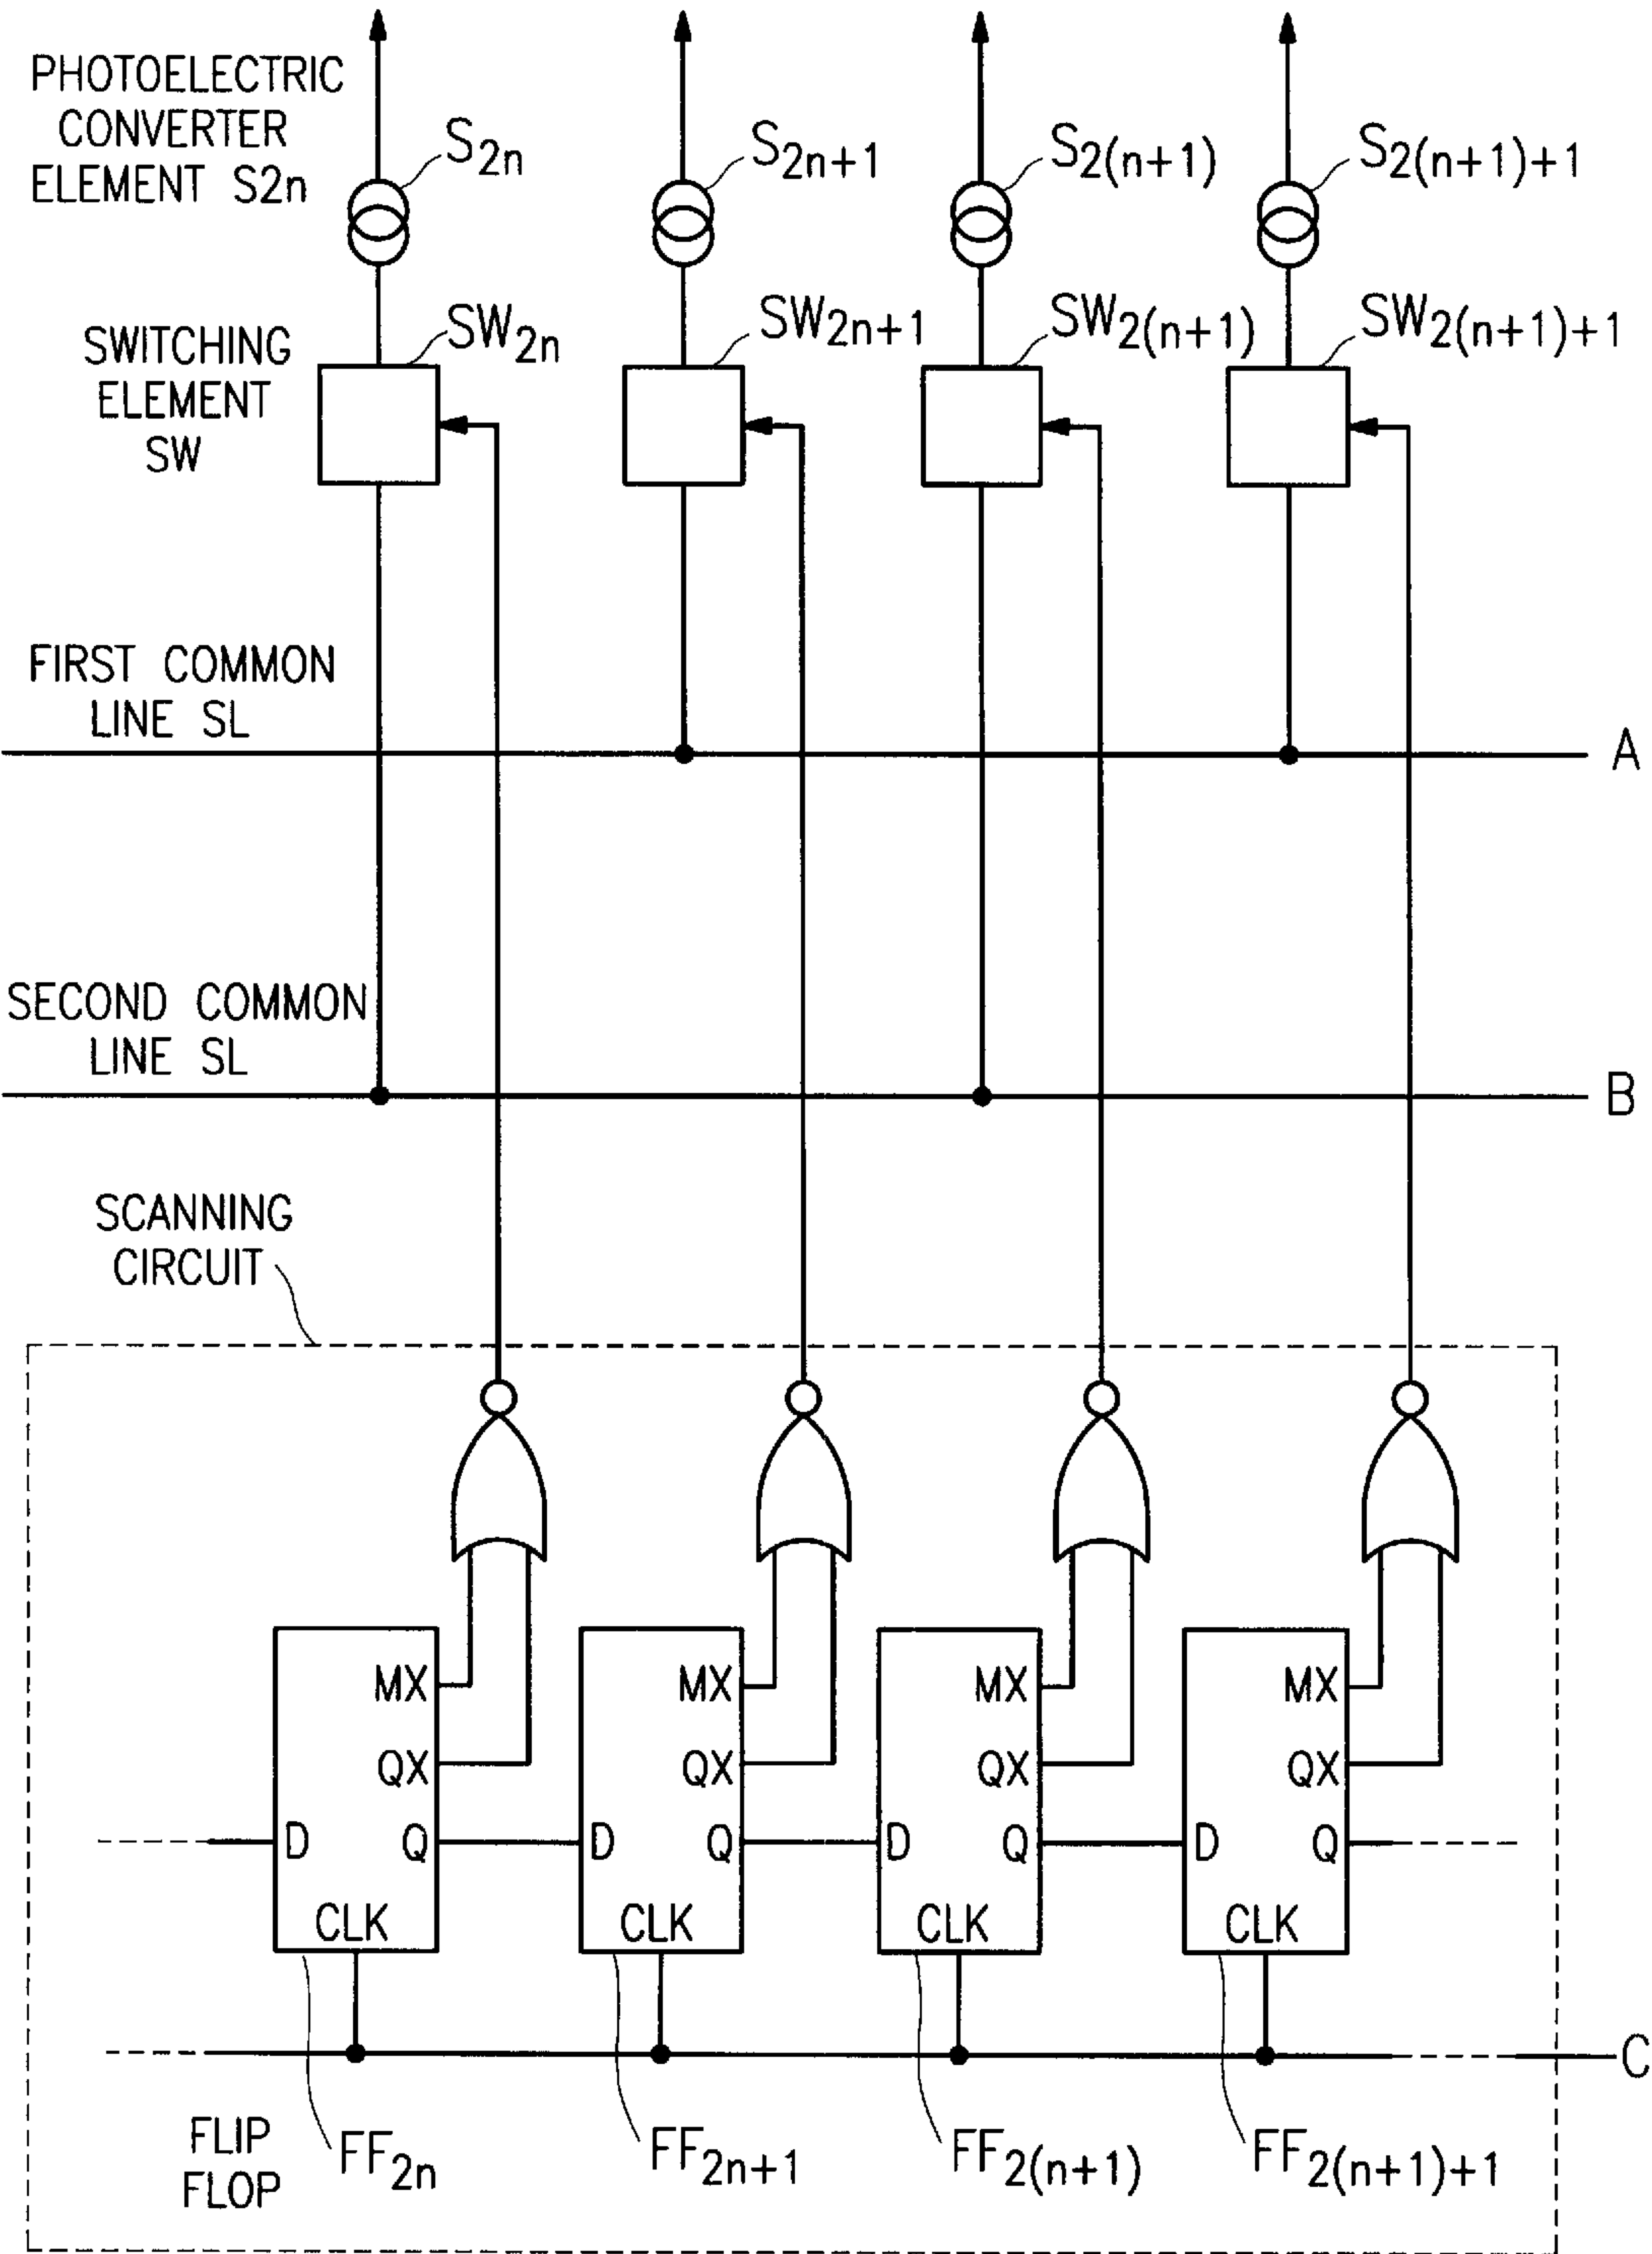 PHOTOELECTRIC
CONVERTER
ELEMENT S2n
S2n
S2n+1
S2(n+1)
S2(n+1)+1
SWITCHING
ELEMENT
SW
SW2n
SW2n+1
SW2(n+1)
SW2(n+1)+1
FIRST COMMON
LINE SL
A
SECOND COMMON
LINE SL
B
SCANNING
CIRCUIT
MX
MX
MX
MX
QX
QX
QX
QX
D
Q
D
Q
D
Q
D
Q
CLK
CLK
CLK
CLK
C
FLIP
FLOP
FF2n
FF2n+1
FF2(n+1)
FF2(n+1)+1